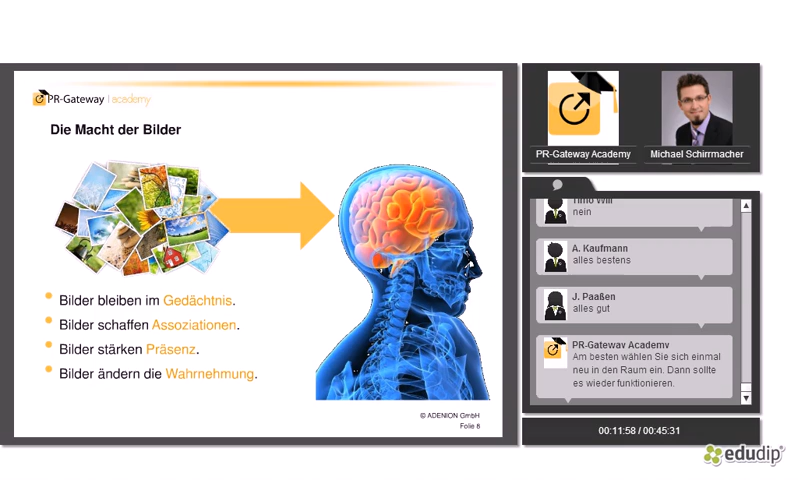 PR-Gateway | academy
Die Macht der Bilder
Bilder bleiben im Gedächtnis.
Bilder schaffen Assoziationen.
Bilder stärken Präsenz.
Bilder ändern die Wahrnehmung.
© ADENION GmbH
Folie 8
PR-Gateway Academy
Michael Schirrmacher
Timo Will
nein
A. Kaufmann
alles bestens
J. Paaßen
alles gut
PR-Gateway Academy
Am besten wählen Sie sich einmal
neu in den Raum ein. Dann sollte
es wieder funktionieren.
00:11:58 / 00:45:31
edudip